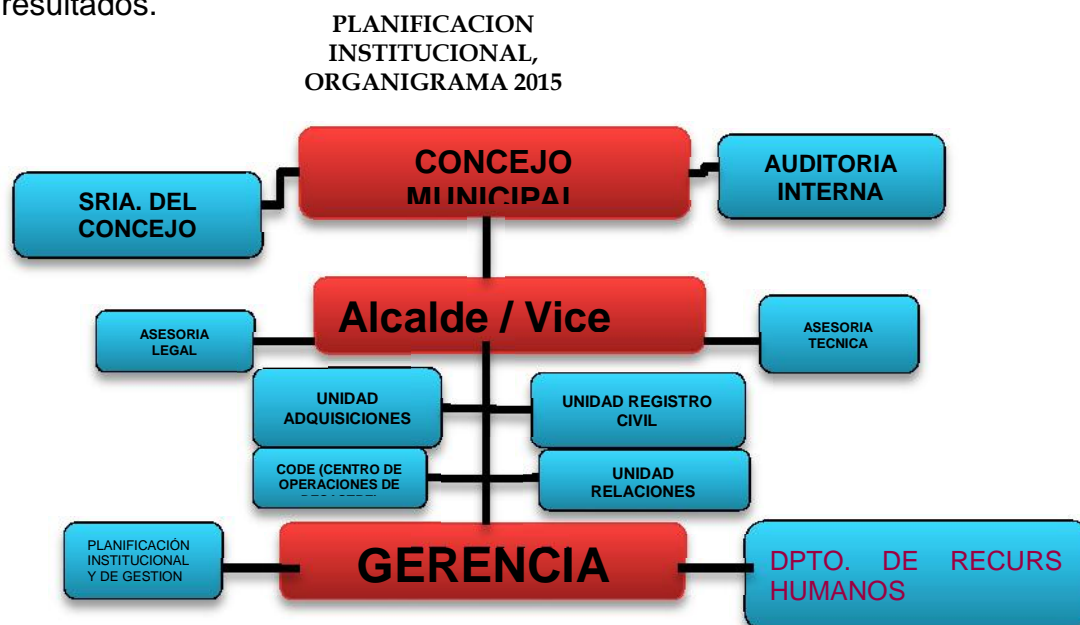 resultados.
PLANIFICACION
INSTITUCIONAL,
ORGANIGRAMA 2015
CONCEJO
MUNICIPAL
AUDITORIA
INTERNA
SRIA. DEL
CONCEJO
Alcalde / Vice
ASESORIA
LEGAL
ASESORIA
TECNICA
UNIDAD
ADQUISICIONES
UNIDAD REGISTRO
CIVIL
CODE (CENTRO DE
OPERACIONES DE
UNIDAD
RELACIONES
PLANIFICACIÓN
INSTITUCIONAL
Y DE GESTION
GERENCIA
DPTO. DE RECURS
HUMANOS